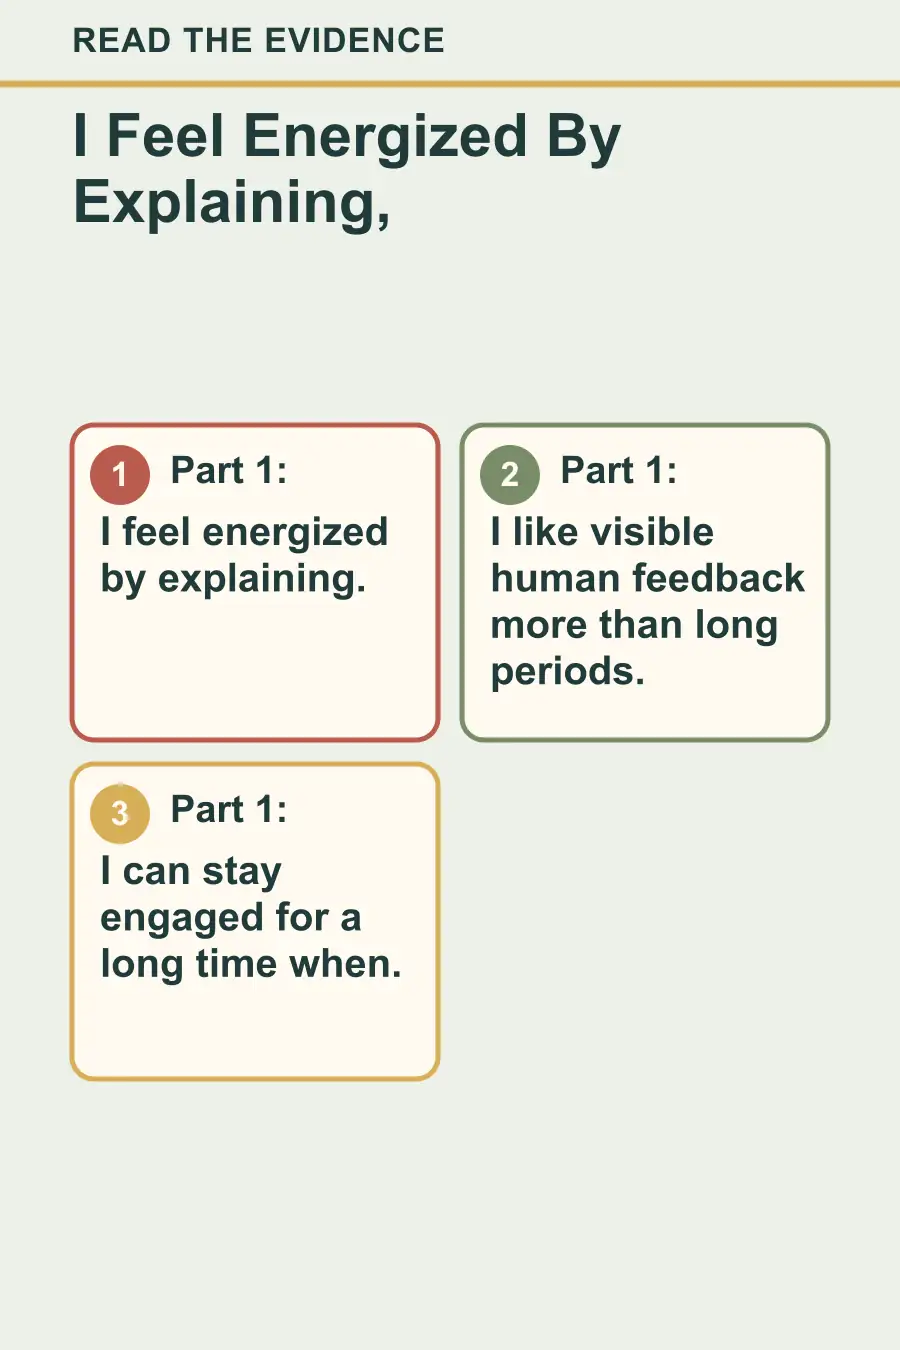 READ THE EVIDENCE
I Feel Energized By
Explaining,
1 Part 1:
I feel energized
by explaining.
2 Part 1:
I like visible
human feedback
more than long
periods.
3 Part 1:
I can stay
engaged for a
long time when.